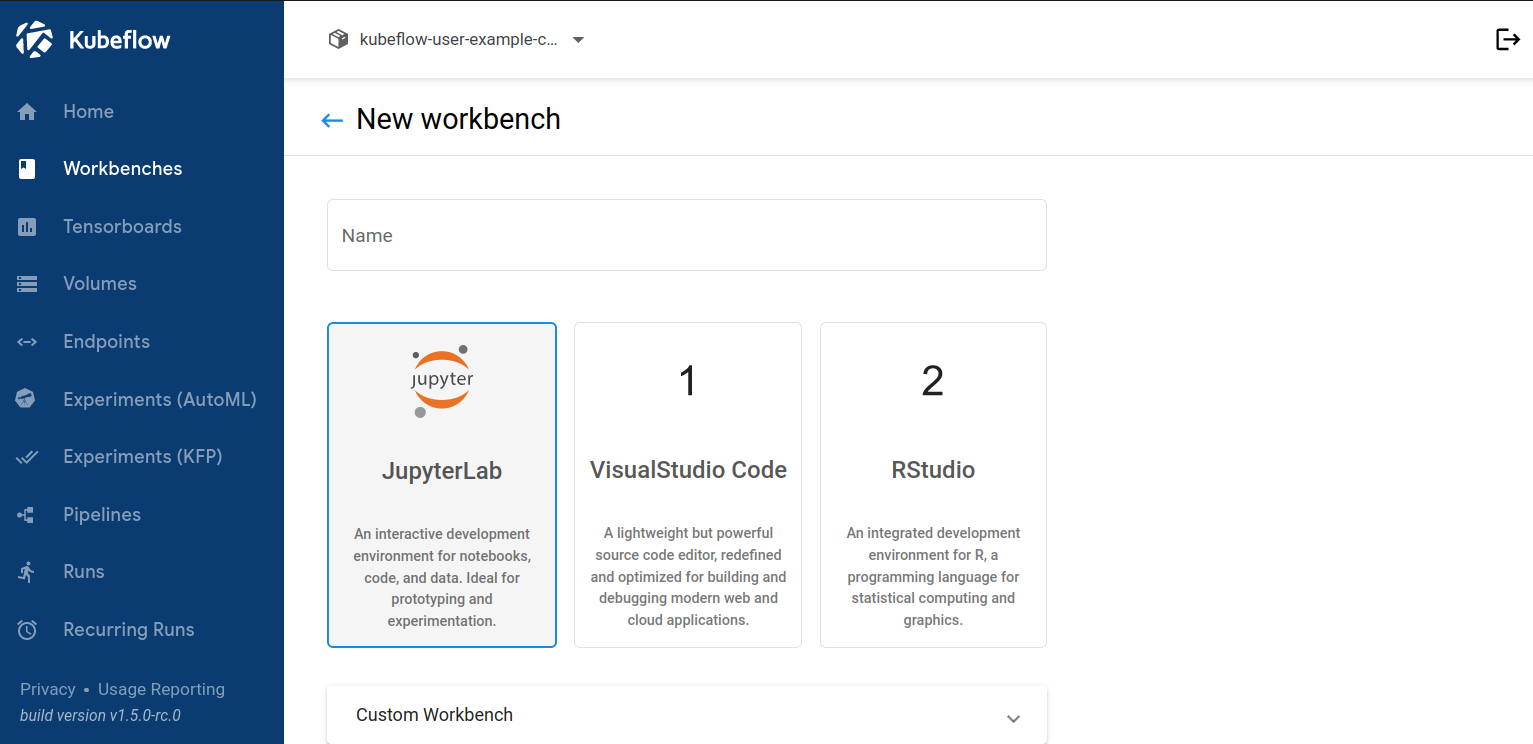 Kubeflow
kubeflow-user-example-c...
Home
Workbenches
Tensorboards
Volumes
Endpoints
Experiments (AutoML)
Experiments (KFP)
Pipelines
Runs
Recurring Runs
Privacy • Usage Reporting
build version v1.5.0-rc.0
New workbench
Name
jupyter
JupyterLab
An interactive development
environment for notebooks,
code, and data. Ideal for
prototyping and
experimentation.
1
VisualStudio Code
A lightweight but powerful
source code editor, redefined
and optimized for building and
debugging modern web and
cloud applications.
2
RStudio
An integrated development
environment for R, a
programming language for
statistical computing and
graphics.
Custom Workbench